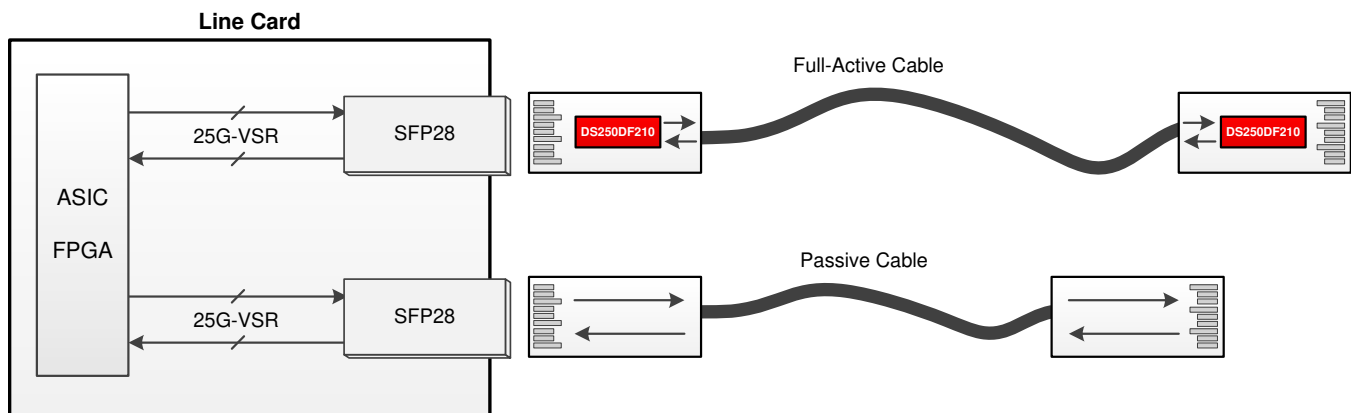 Line Card
Full-Active Cable
SFP28
25G-VSR
DS250DF210
DS250DF210
ASIC
FPGA
Passive Cable
SFP28
25G-VSR